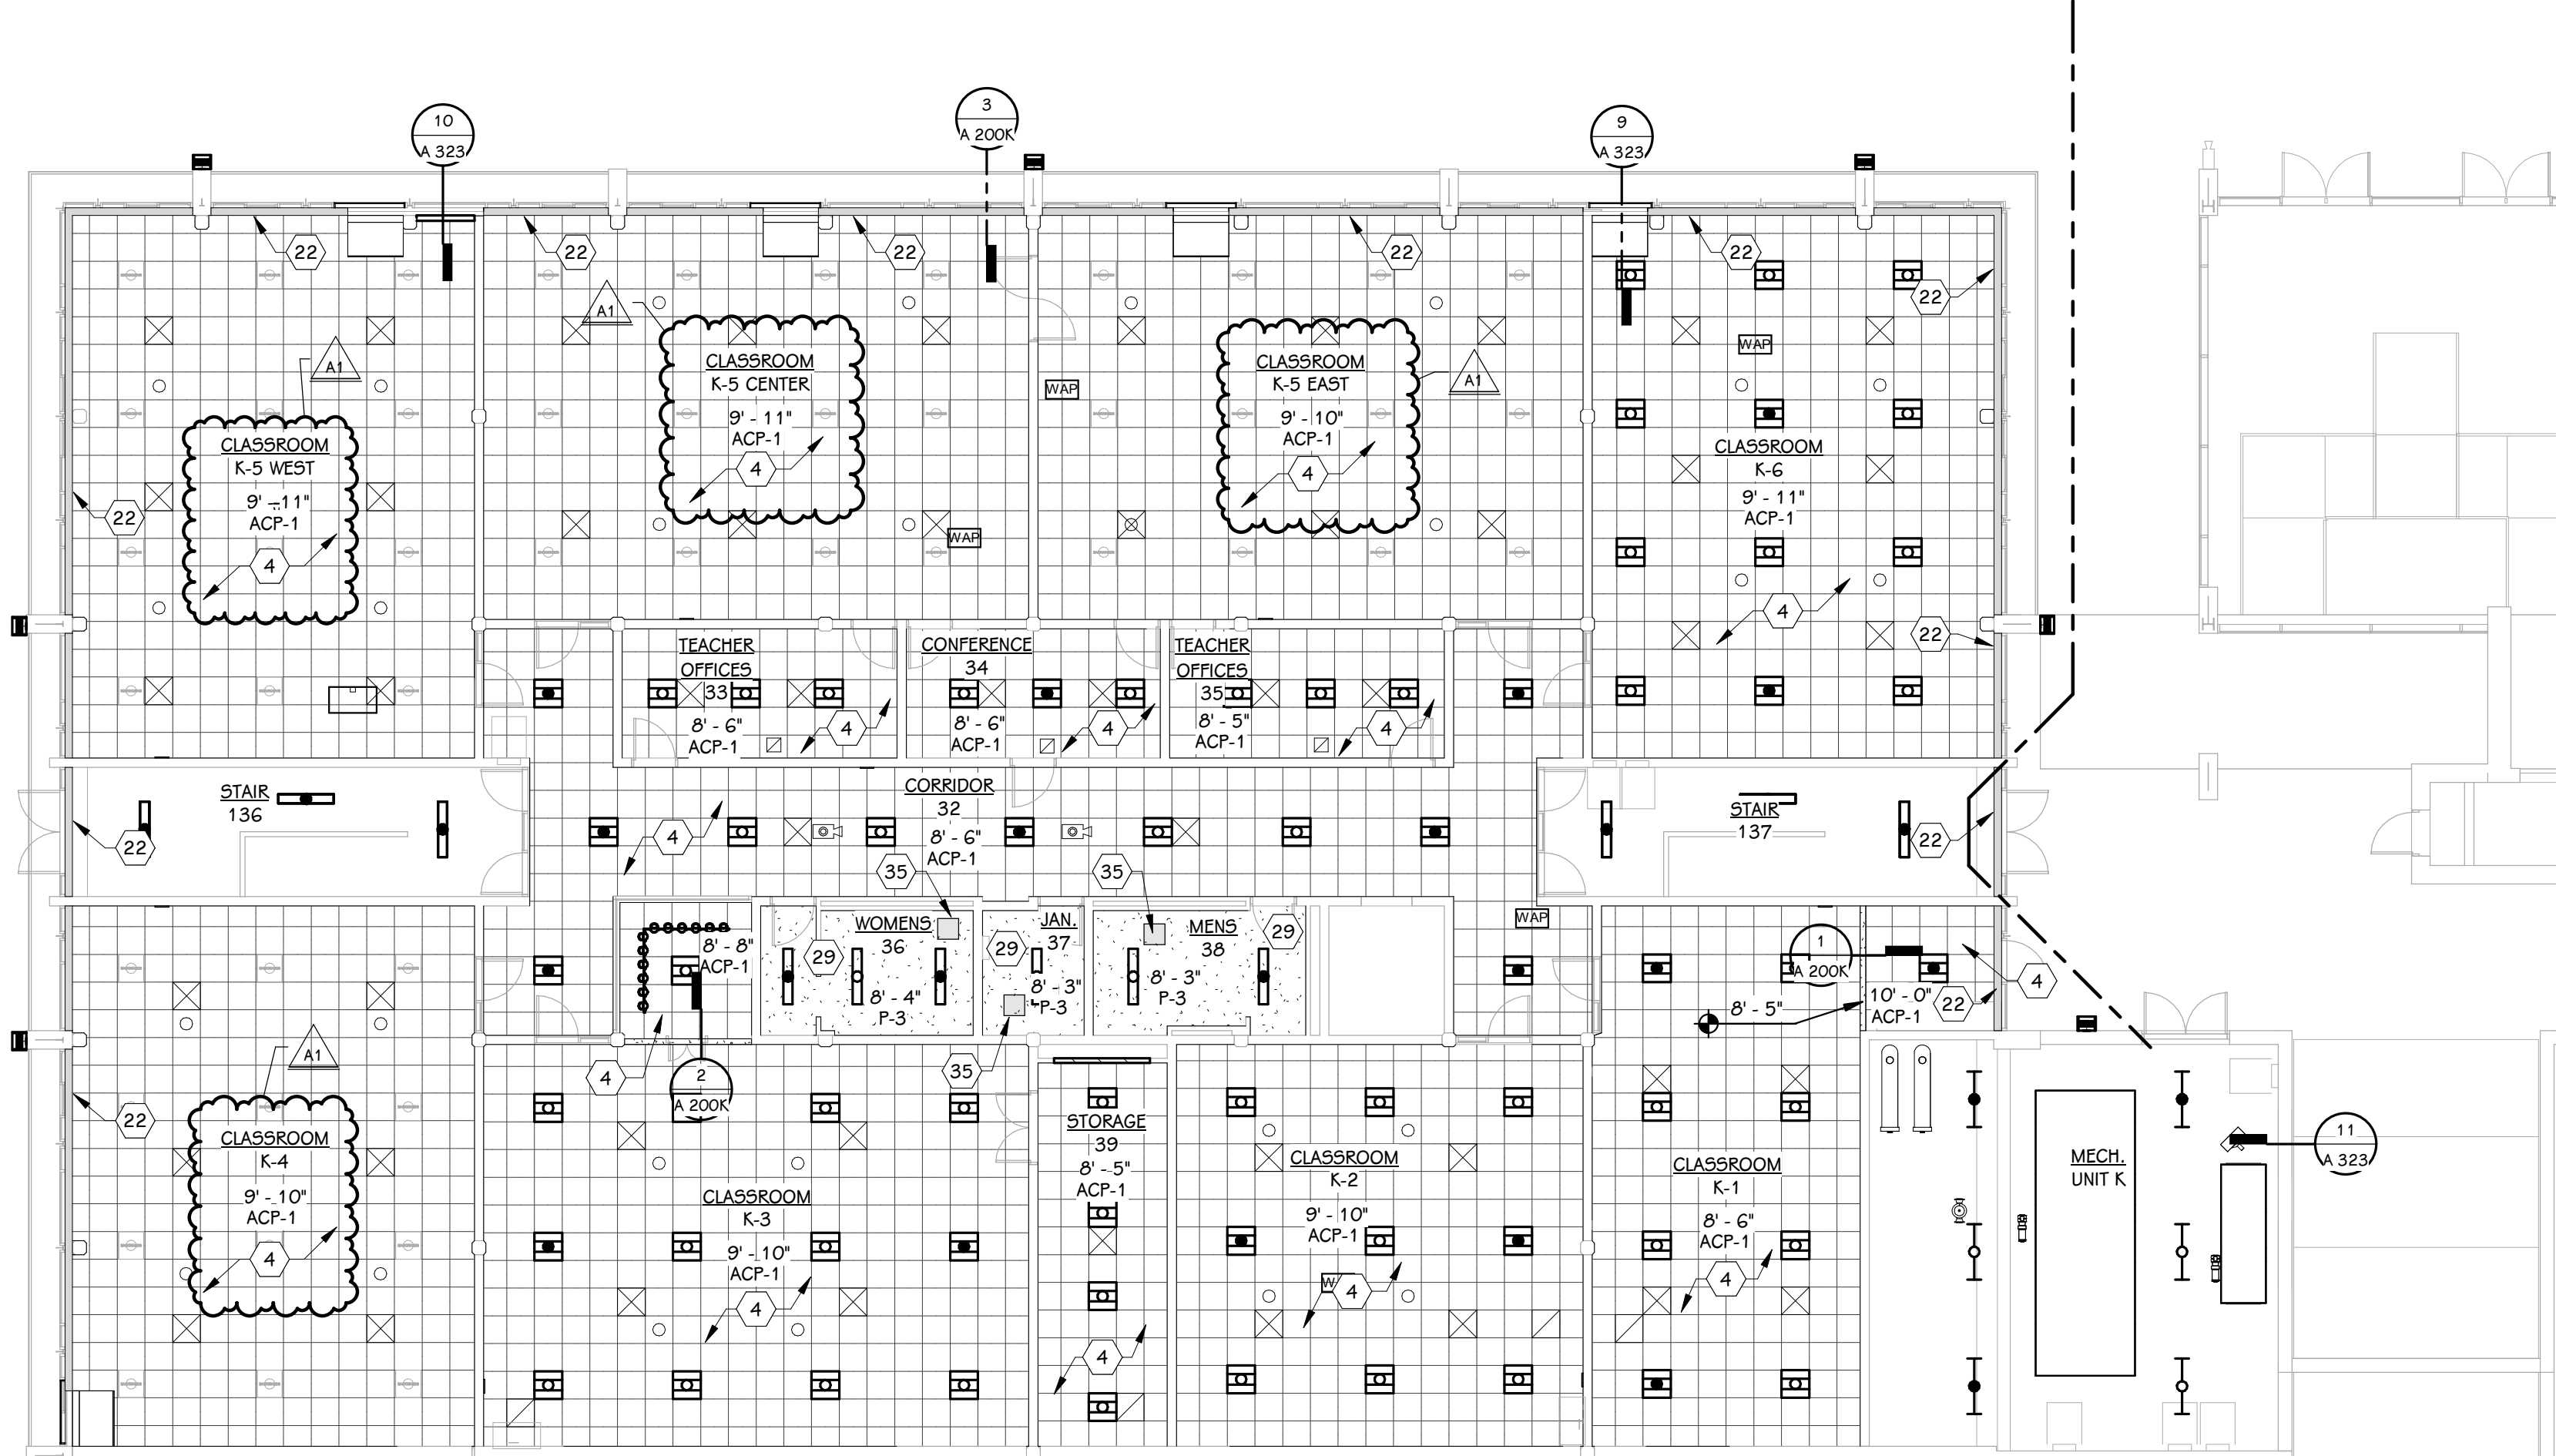 10
A 323
3
A 200K
9
A 323
22
22
22
22
22
22
A1
A1
A1
CLASSROOM
K-5 WEST
9' - 11"
ACP-1
4
22
CLASSROOM
K-5 CENTER
9' - 11"
ACP-1
4
WAP
WAP
CLASSROOM
K-5 EAST
9' - 10"
ACP-1
4
WAP
CLASSROOM
K-6
9' - 11"
ACP-1
4
22
TEACHER
OFFICES
33
8' - 6"
ACP-1
4
CONFERENCE
34
8' - 6"
ACP-1
4
TEACHER
OFFICES
35
8' - 5"
ACP-1
4
STAIR
136
22
CORRIDOR
32
8' - 6"
ACP-1
4
35
35
STAIR
137
22
8' - 8"
ACP-1
WOMENS
36
29
8' - 4"
P-3
JAN.
37
29
8' - 3"
P-3
MENS
38
29
8' - 3"
P-3
WAP
1
A 200K
8' - 5"
10' - 0"
ACP-1
22
4
4
2
A 200K
35
A1
22
CLASSROOM
K-4
9' - 10"
ACP-1
4
CLASSROOM
K-3
9' - 10"
ACP-1
4
STORAGE
39
8' - 5"
ACP-1
4
CLASSROOM
K-2
9' - 10"
ACP-1
4
CLASSROOM
K-1
8' - 6"
ACP-1
4
MECH.
UNIT K
11
A 323